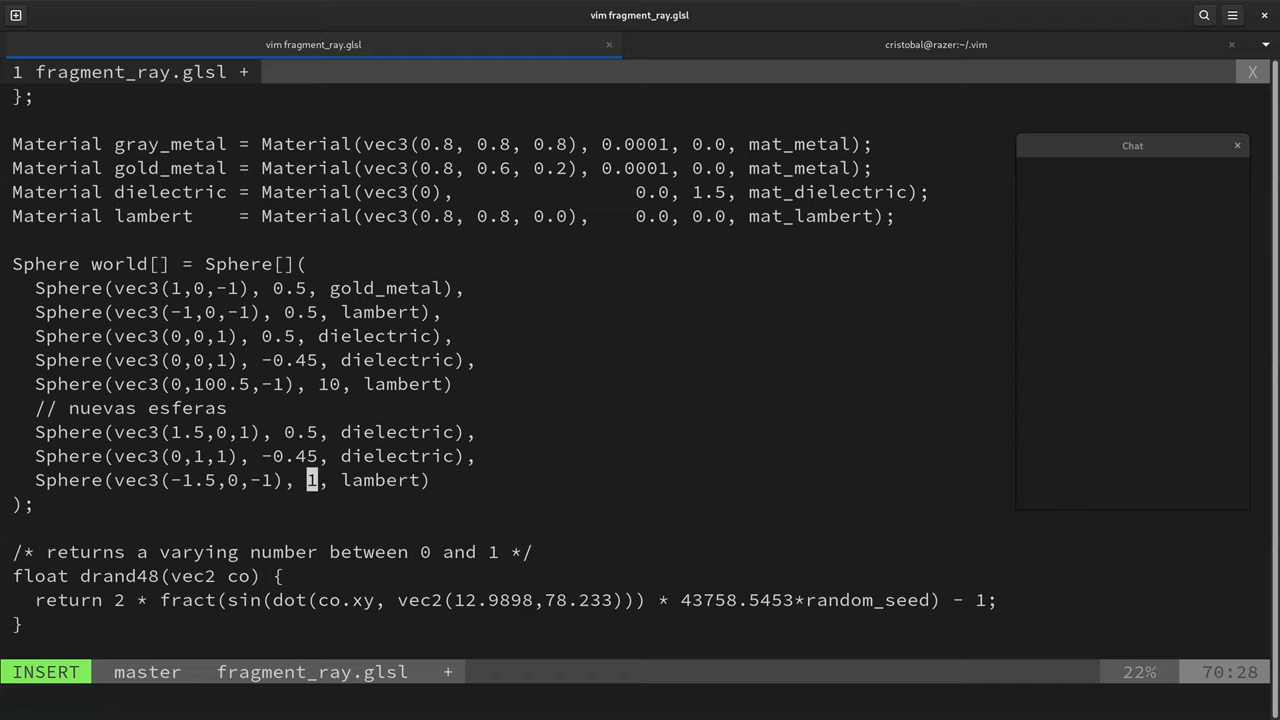 vim fragment_ray.glsl
vim fragment_ray.glsl × cristobal@razer:~/.vim ×
1 fragment_ray.glsl + X
};
Material gray_metal = Material(vec3(0.8, 0.8, 0.8), 0.0001, 0.0, mat_metal);
Material gold_metal = Material(vec3(0.8, 0.6, 0.2), 0.0001, 0.0, mat_metal);
Material dielectric = Material(vec3(0), 0.0, 1.5, mat_dielectric);
Material lambert = Material(vec3(0.8, 0.8, 0.0), 0.0, 0.0, mat_lambert);
Sphere world[] = Sphere[](
Sphere(vec3(1,0,-1), 0.5, gold_metal),
Sphere(vec3(-1,0,-1), 0.5, lambert),
Sphere(vec3(0,0,1), 0.5, dielectric),
Sphere(vec3(0,0,1), -0.45, dielectric),
Sphere(vec3(0,100.5,-1), 10, lambert)
// nuevas esferas
Sphere(vec3(1.5,0,1), 0.5, dielectric),
Sphere(vec3(0,1,1), -0.45, dielectric),
Sphere(vec3(-1.5,0,-1), 1, lambert)
);
/* returns a varying number between 0 and 1 */
float drand48(vec2 co) {
return 2 * fract(sin(dot(co.xy, vec2(12.9898,78.233))) * 43758.5453*random_seed) - 1;
}
INSERT master fragment_ray.glsl + 22% 70:28
Chat ×